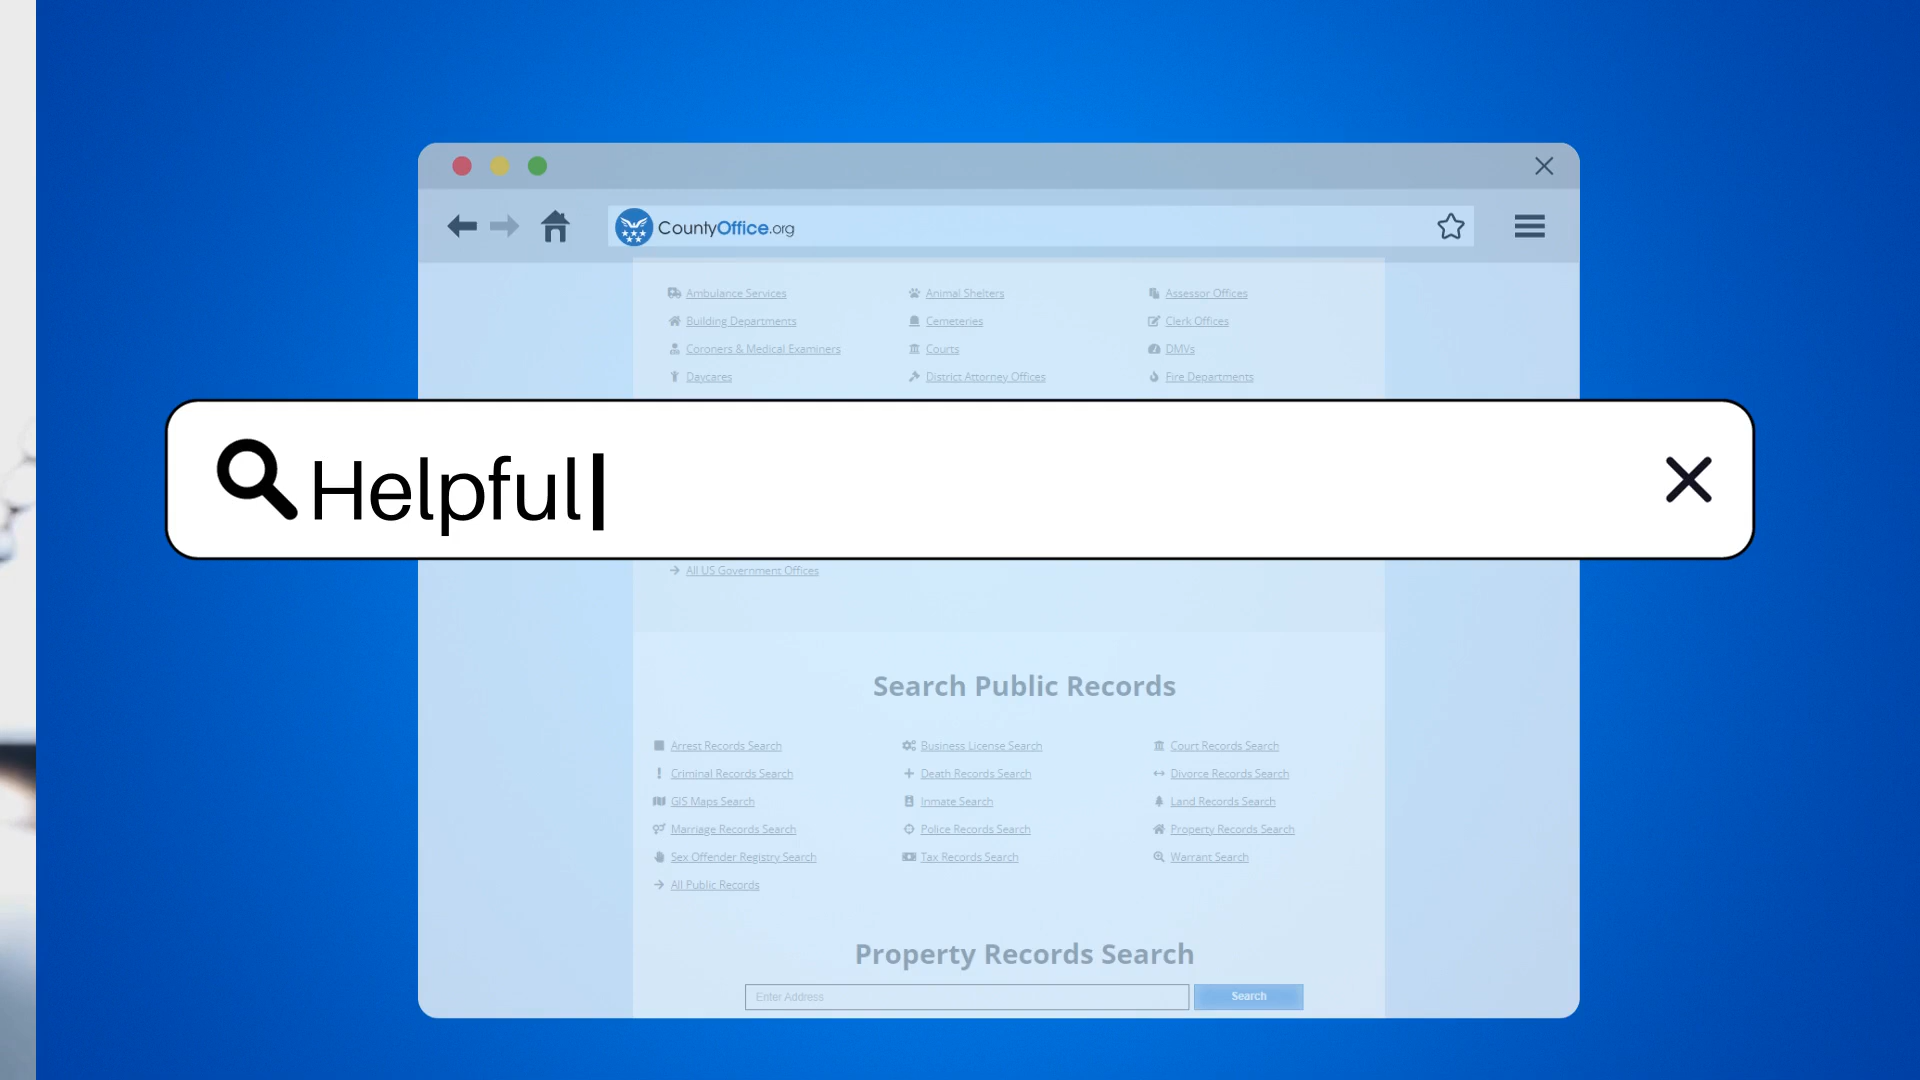 CountyOffice.org
Ambulance Services Animal Shelters Assessor Offices
Building Departments Cemeteries Clerk Offices
Coroners & Medical Examiners Courts DMVs
Daycares District Attorney Offices Fire Departments
Helpful
All US Government Offices
Search Public Records
Arrest Records Search Business License Search Court Records Search
Criminal Records Search Death Records Search Divorce Records Search
GIS Maps Search Inmate Search Land Records Search
Marriage Records Search Police Records Search Property Records Search
Sex Offender Registry Search Tax Records Search Warrant Search
All Public Records
Property Records Search
Enter Address Search